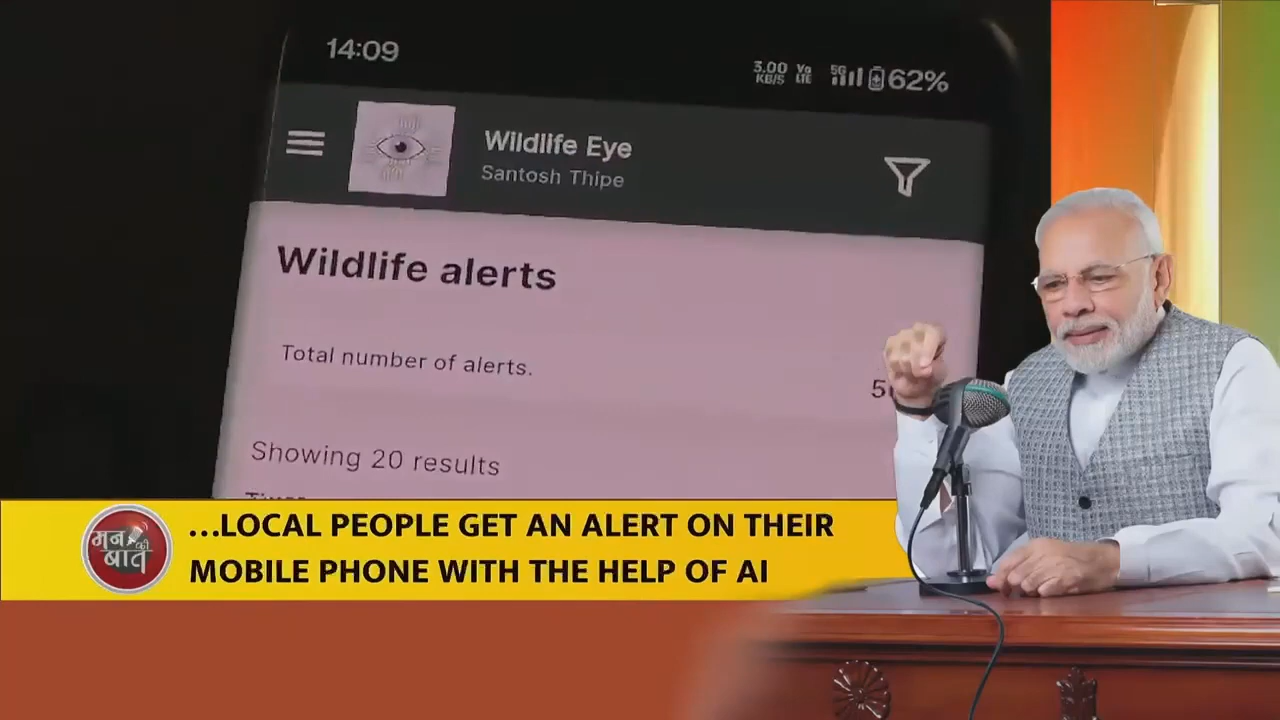 14:09
3.00 KB/S Vo LTE 5G 62%
Wildlife Eye
Santosh Thipe
Wildlife alerts
Total number of alerts.
Showing 20 results
मन की बात
...LOCAL PEOPLE GET AN ALERT ON THEIR
MOBILE PHONE WITH THE HELP OF AI